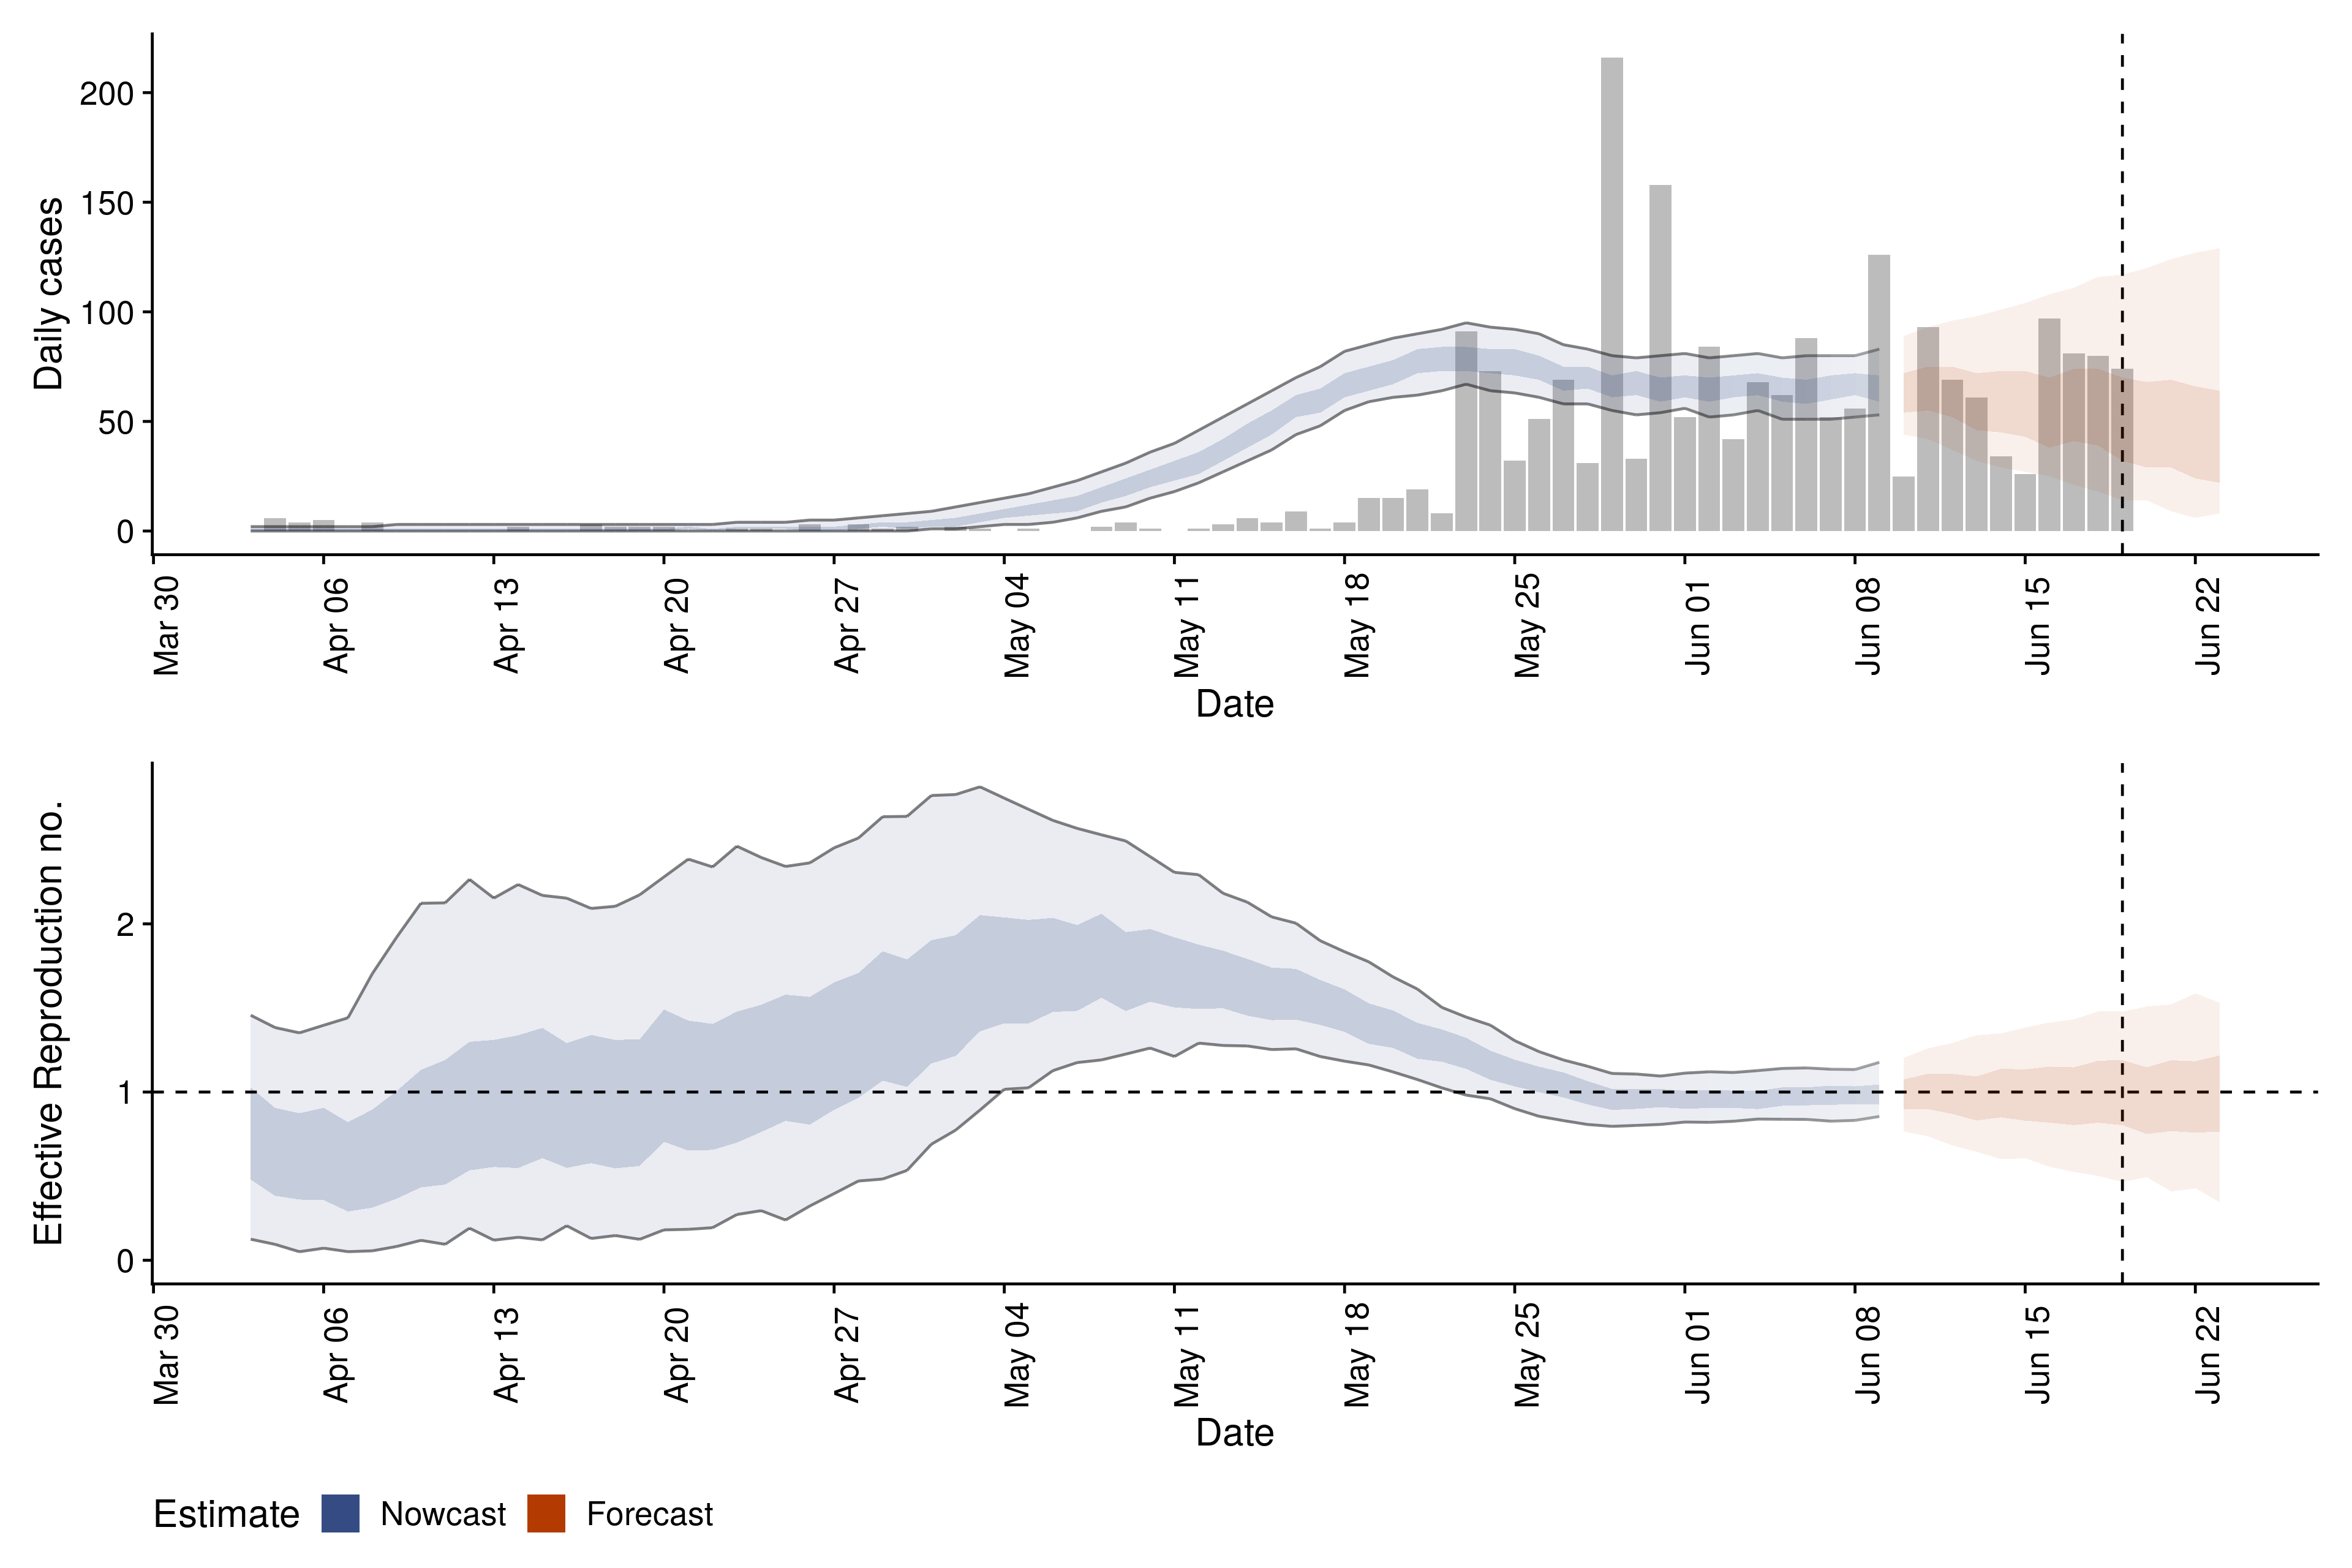 Daily cases
200
150
100
50
0
Mar 30
Apr 06
Apr 13
Apr 20
Apr 27
May 04
May 11
May 18
May 25
Jun 01
Jun 08
Jun 15
Jun 22
Date
Effective Reproduction no.
2
1
0
Mar 30
Apr 06
Apr 13
Apr 20
Apr 27
May 04
May 11
May 18
May 25
Jun 01
Jun 08
Jun 15
Jun 22
Date
Estimate Nowcast Forecast